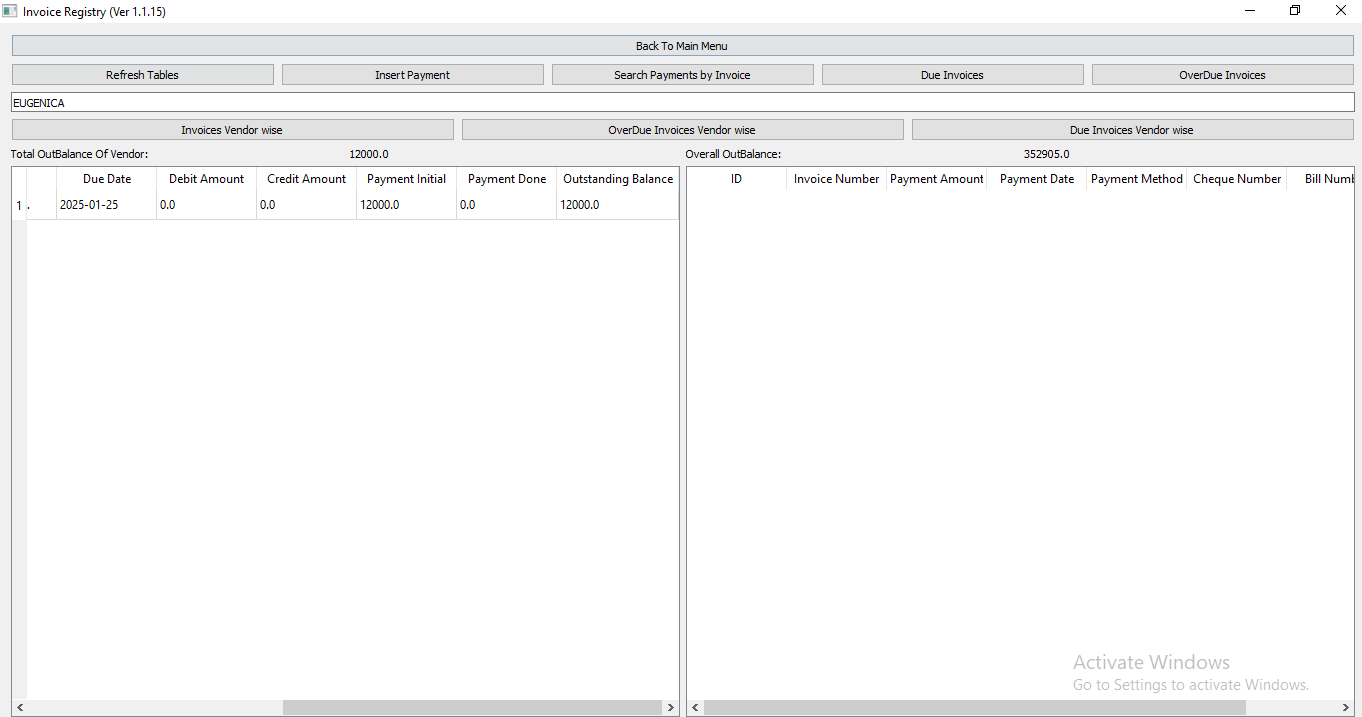 Invoice Registry (Ver 1.1.15)
Back To Main Menu
Refresh Tables Insert Payment Search Payments by Invoice Due Invoices OverDue Invoices
EUGENICA
Invoices Vendor wise OverDue Invoices Vendor wise Due Invoices Vendor wise
Total OutBalance Of Vendor: 12000.0 Overall OutBalance: 352905.0
Due Date Debit Amount Credit Amount Payment Initial Payment Done Outstanding Balance
1 . 2025-01-25 0.0 0.0 12000.0 0.0 12000.0
ID Invoice Number Payment Amount Payment Date Payment Method Cheque Number Bill Numb
Activate Windows
Go to Settings to activate Windows.